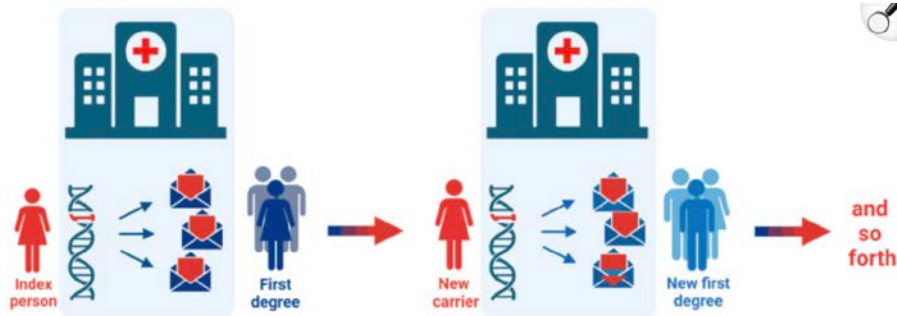 Index
person
First
degree
New
carrier
New first
degree
and
so
forth